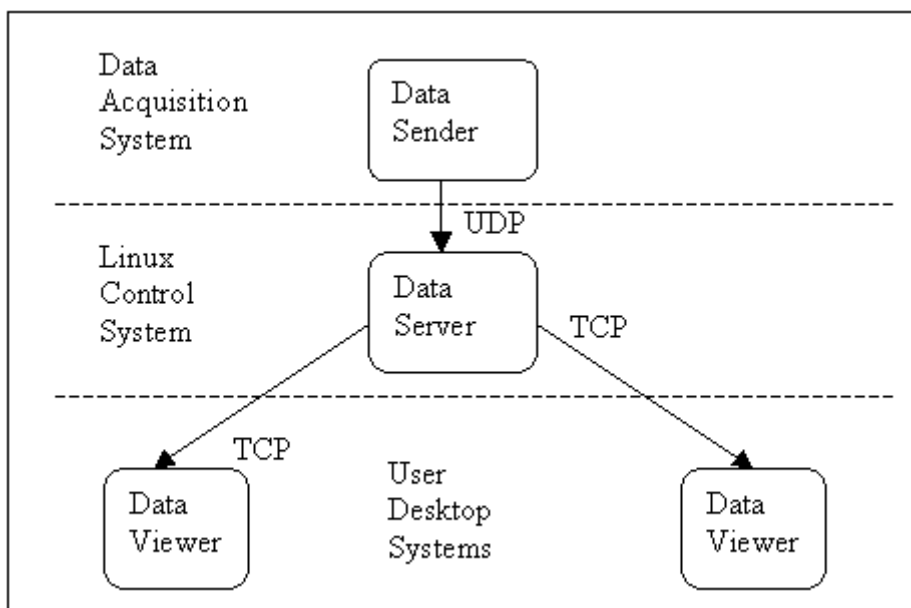 Data
Acquisition
System
Data
Sender
UDP
Linux
Control
System
Data
Server
TCP
TCP
Data
Viewer
User
Desktop
Systems
Data
Viewer